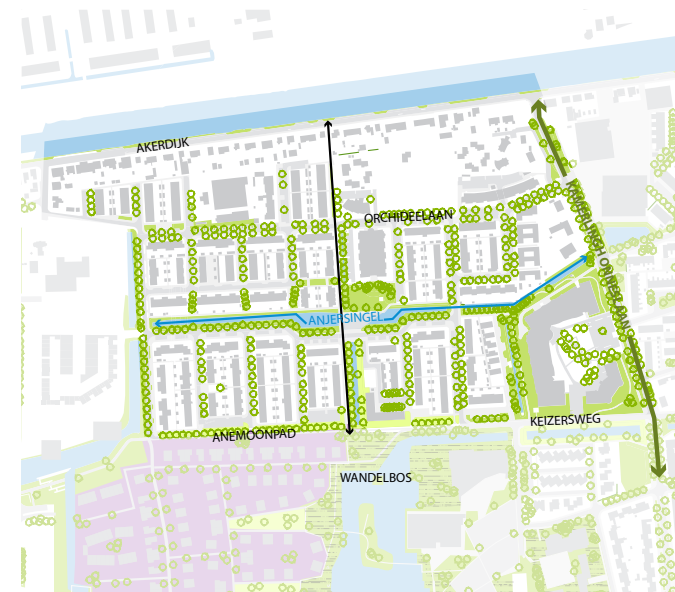 AKERDIJK
ORCHIDEELAAN
ANJERSINGEL
KEIZERSWEG
ANEMOONPAD
WANDELBOS